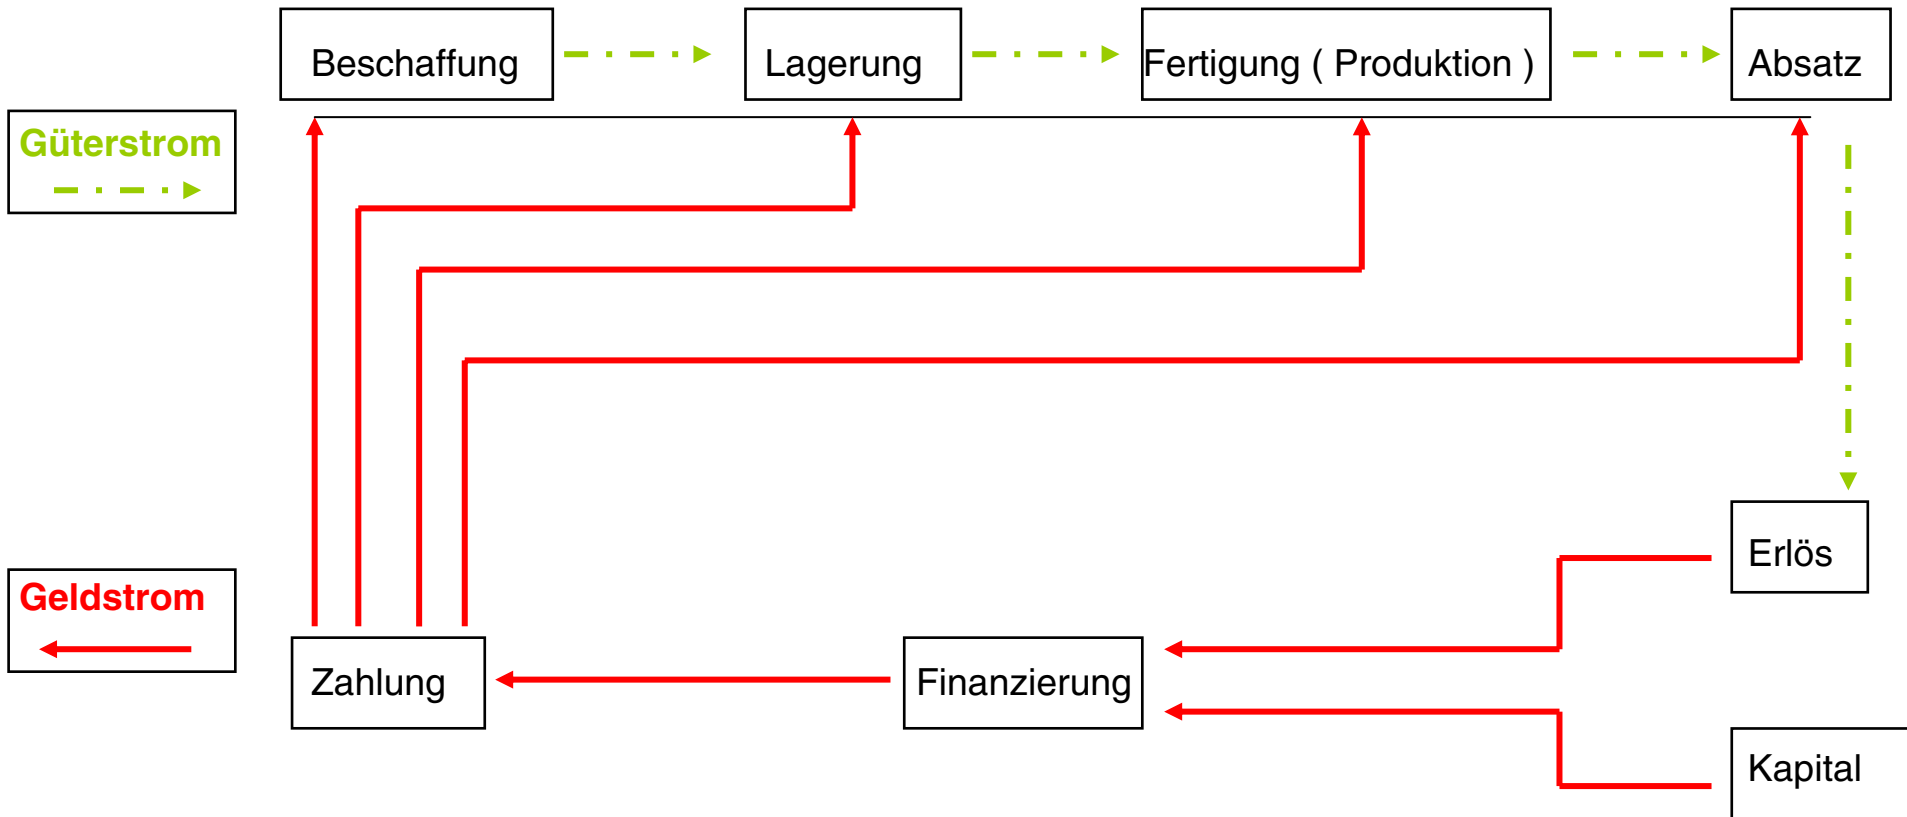 Beschaffung
Lagerung
Fertigung ( Produktion )
Absatz
Güterstrom
Erlös
Geldstrom
Zahlung
Finanzierung
Kapital